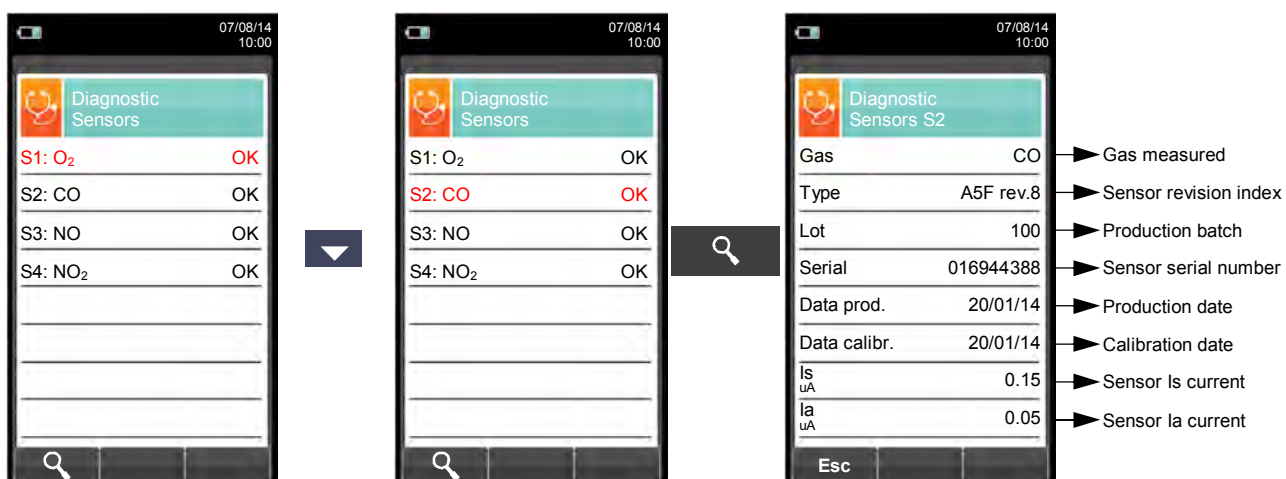 07/08/14
10:00
Diagnostic
Sensors
S1: O₂ OK
S2: CO OK
S3: NO OK
S4: NO₂ OK
07/08/14
10:00
Diagnostic
Sensors
S1: O₂ OK
S2: CO OK
S3: NO OK
S4: NO₂ OK
07/08/14
10:00
Diagnostic
Sensors S2
Gas CO Gas measured
Type A5F rev.8 Sensor revision index
Lot 100 Production batch
Serial 016944388 Sensor serial number
Data prod. 20/01/14 Production date
Data calibr. 20/01/14 Calibration date
Is
uA 0.15 Sensor Is current
Ia
uA 0.05 Sensor Ia current
Esc